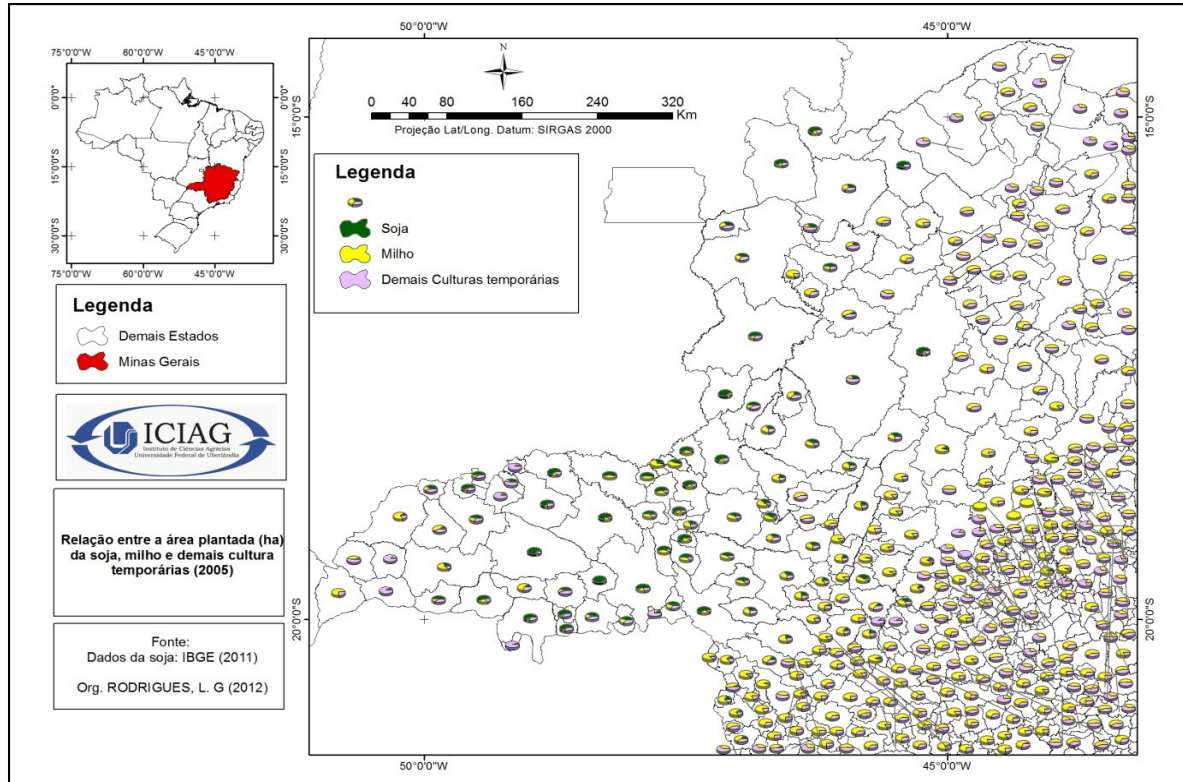 75°0'0"W 60°0'0"W 45°0'0"W
0°0'0"
15°0'0"S
30°0'0"S
0°0'0"
15°0'0"S
30°0'0"S
75°0'0"W 60°0'0"W 45°0'0"W
Legenda
Demais Estados
Minas Gerais
ICIAG
Instituto de Ciências Agrárias
Universidade Federal de Uberlândia
Relação entre a área plantada (ha)
da soja, milho e demais cultura
temporárias (2005)
Fonte:
Dados da soja: IBGE (2011)
Org. RODRIGUES, L. G (2012)
50°0'0"W 45°0'0"W
N
0 40 80 160 240 320
Km
Projeção Lat/Long. Datum: SIRGAS 2000
Legenda
Soja
Milho
Demais Culturas temporárias
15°0'0"S
15°0'0"S
20°0'0"S
20°0'0"S
50°0'0"W 45°0'0"W